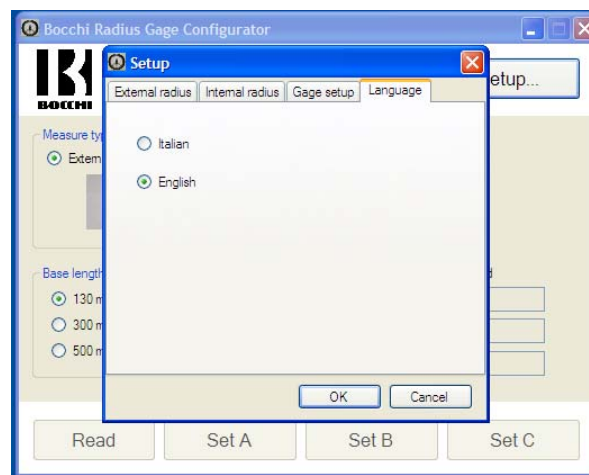 Bocchi Radius Gage Configurator
BOCCHI
Setup
etup...
External radius Internal radius Gage setup Language
Measure ty
Extern
Italian
English
Base length
130 m
300 m
500 m
d
OK Cancel
Read Set A Set B Set C